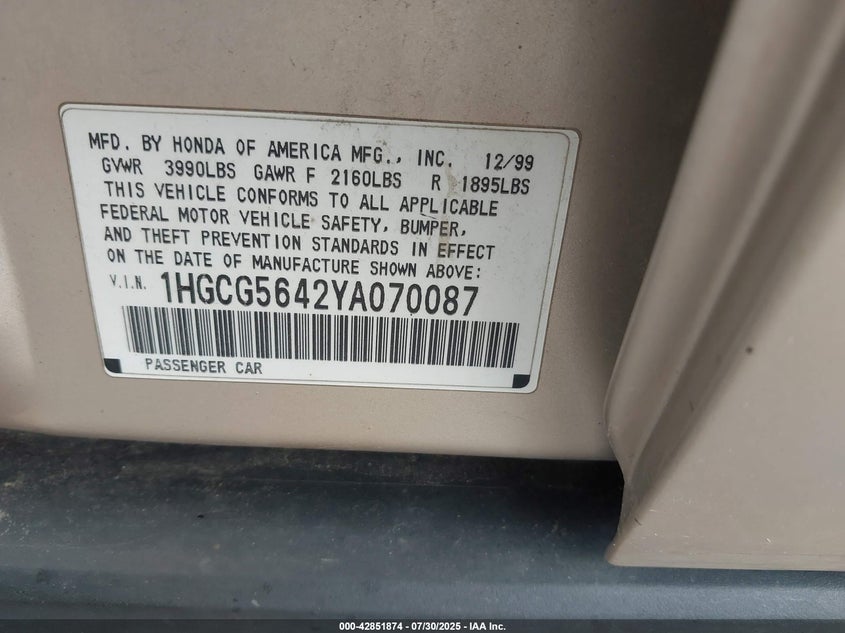 MFD. BY HONDA OF AMERICA MFG., INC. 12/99
GVWR 3990LBS GAWR F 2160LBS R 1895LBS
THIS VEHICLE CONFORMS TO ALL APPLICABLE
FEDERAL MOTOR VEHICLE SAFETY, BUMPER,
AND THEFT PREVENTION STANDARDS IN EFFECT
ON THE DATE OF MANUFACTURE SHOWN ABOVE:
V.I.N. 1HGCG5642YA070087
PASSENGER CAR
000-42851874 | 07/30/2025 - IAA Inc.